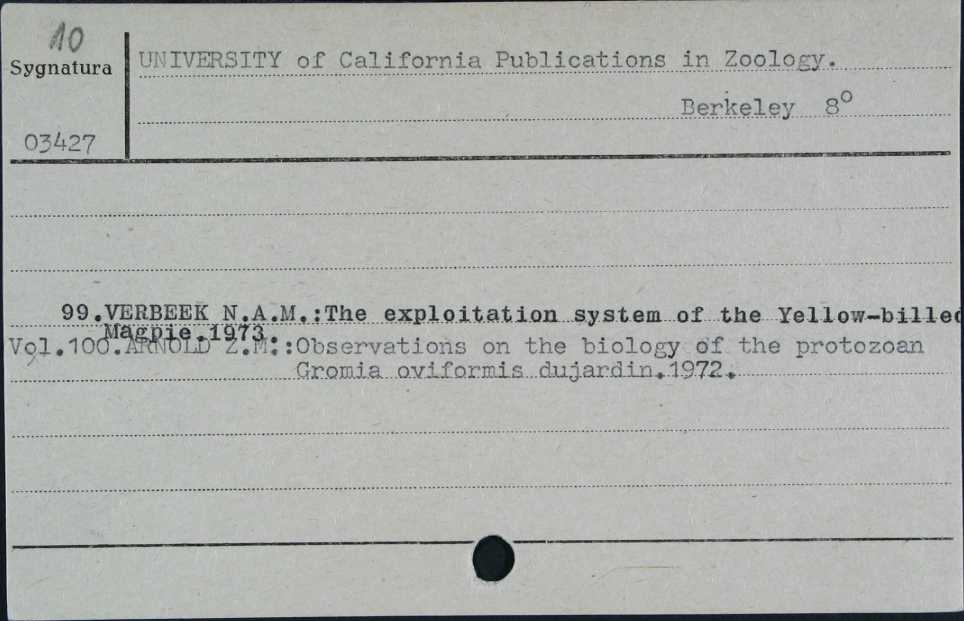 10
Sygnatura
03427
UNIVERSITY of California Publications in Zoology.
Berkeley 8º
99.VERBEEK N.A.M.:The exploitation system of the Yellow-billed
Magpie.1973.
Vol.100.ARNOLD Z.M.:Observations on the biology of the protozoan
Gromia oviformis dujardin.1972.